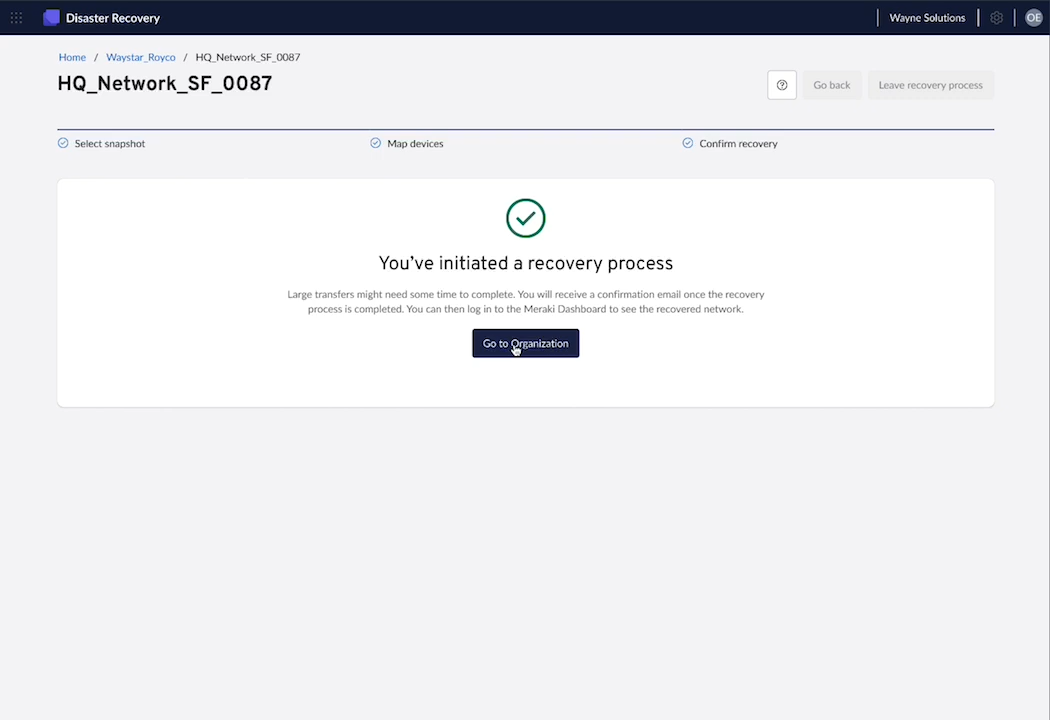 Disaster Recovery
Wayne Solutions
OE
Home / Waystar_Royco / HQ_Network_SF_0087
HQ_Network_SF_0087
Go back
Leave recovery process
Select snapshot
Map devices
Confirm recovery
You’ve initiated a recovery process
Large transfers might need some time to complete. You will receive a confirmation email once the recovery
process is completed. You can then log in to the Meraki Dashboard to see the recovered network.
Go to Organization